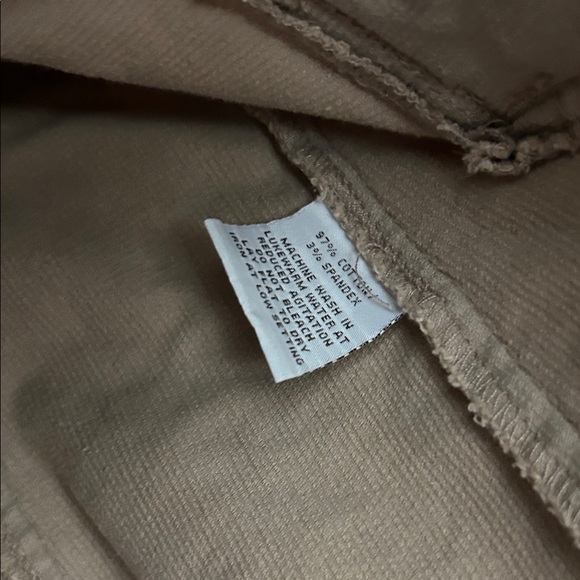 97% COTTON
3% SPANDEX
MACHINE WASH IN
LUKEWARM WATER AT
REDUCED AGITATION
DO NOT BLEACH
LAY FLAT TO DRY
IRON AT LOW SETTING